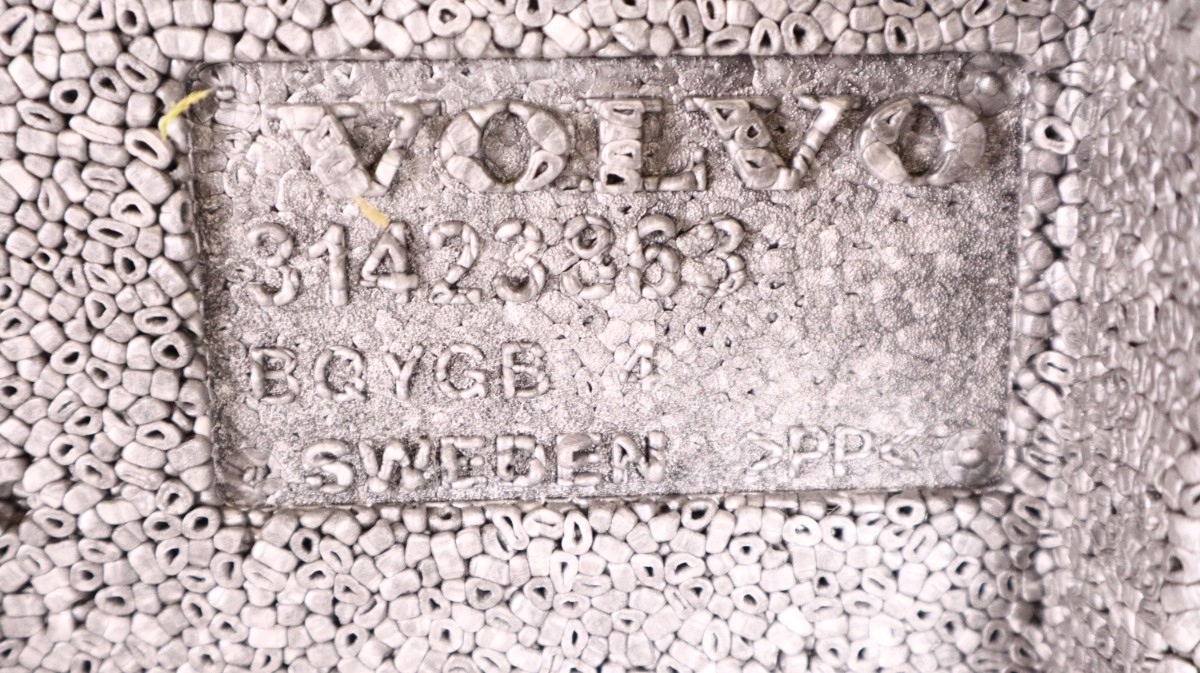 VOLVO
31423863
BQYGB 4
SWEDEN >PP<